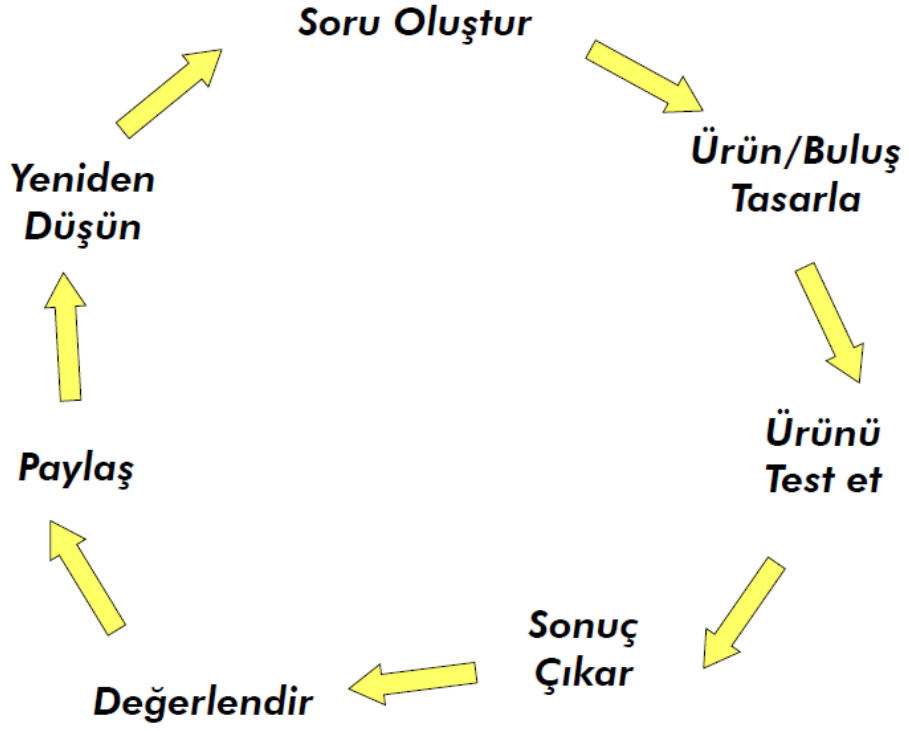 Soru Oluştur
Ürün/Buluş
Tasarla
Ürünü
Test et
Sonuç
Çıkar
Değerlendir
Paylaş
Yeniden
Düşün